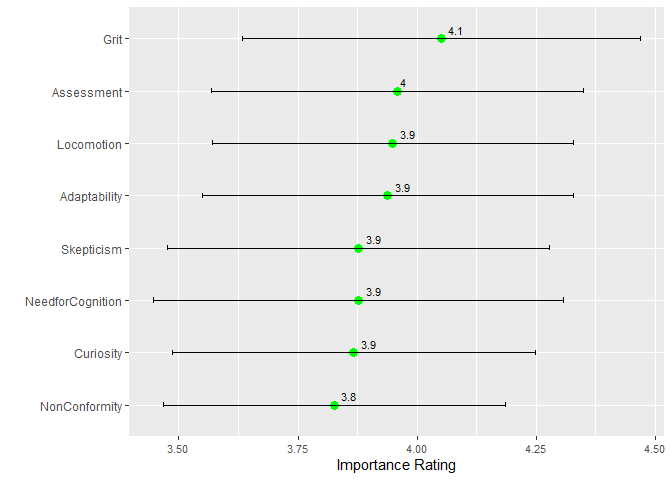 Grit
4.1
Assessment
4
Locomotion
3.9
Adaptability
3.9
Skepticism
3.9
NeedforCognition
3.9
Curiosity
3.9
NonConformity
3.8
3.50 3.75 4.00 4.25 4.50
Importance Rating